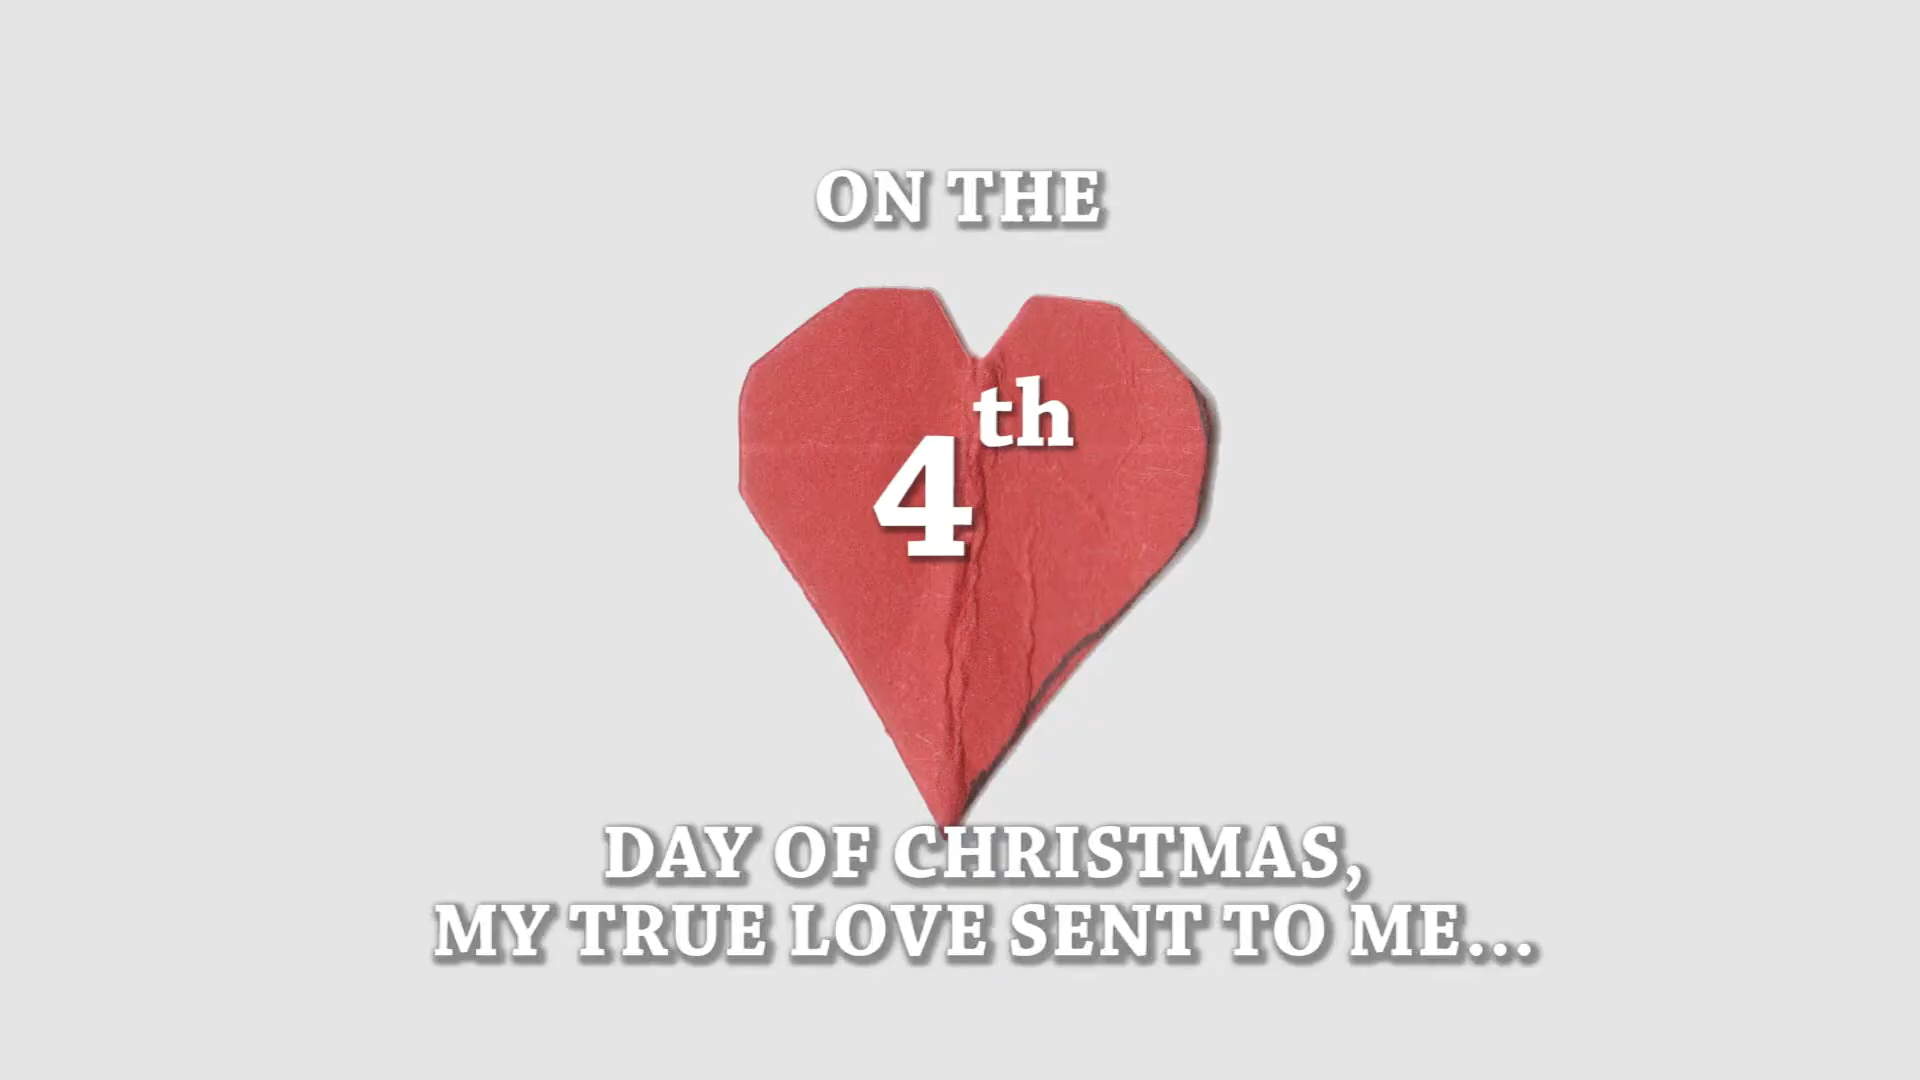 ON THE
4th
DAY OF CHRISTMAS,
MY TRUE LOVE SENT TO ME...